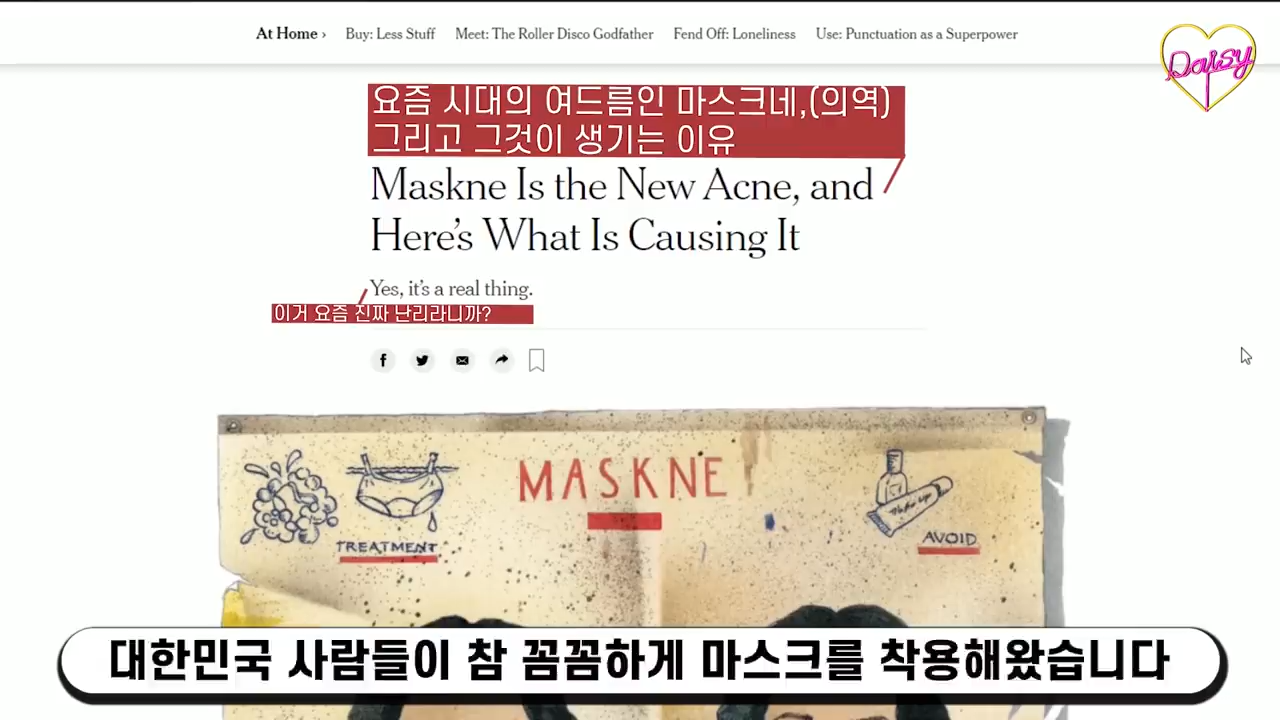 At Home › Buy: Less Stuff Meet: The Roller Disco Godfather Fend Off: Loneliness Use: Punctuation as a Superpower
Daisy
요즘 시대의 여드름인 마스크네,(의역)
그리고 그것이 생기는 이유
Maskne Is the New Acne, and
Here’s What Is Causing It
Yes, it’s a real thing.
이거 요즘 진짜 난리라니까?
MASKNE
TREATMENT
AVOID
대한민국 사람들이 참 꼼꼼하게 마스크를 착용해왔습니다